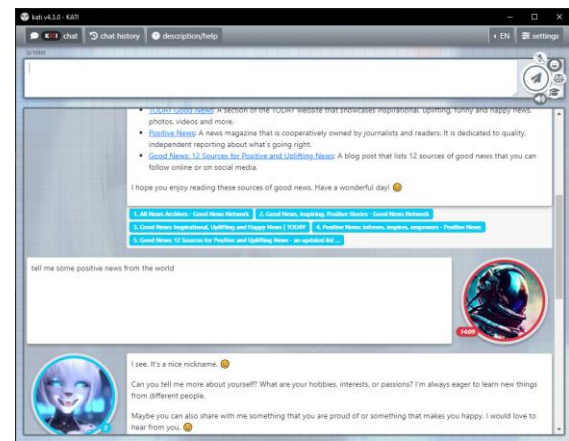 kati v4.3.0 - KATI
KATI chat
chat history
description/help
EN
settings
0/1000
TODAY Good News: A section of the TODAY website that showcases inspirational, uplifting, funny and happy news,
photos, videos and more.
Positive News: A news magazine that is cooperatively owned by journalists and readers. It is dedicated to quality,
independent reporting about what's going right.
Good News: 12 Sources for Positive and Uplifting News: A blog post that lists 12 sources of good news that you can
follow online or on social media.
I hope you enjoy reading these sources of good news. Have a wonderful day! 😊
1. All News Archives - Good News Network
2. Good News, Inspiring, Positive Stories - Good News Network
3. Good News: Inspirational, Uplifting and Happy News | TODAY
4. Positive News: informs, inspires, empowers - Positive News
5. Good News: 12 Sources for Positive and Uplifting News - an updated list ...
tell me some positive news from the world
14:09
I see. It's a nice nickname. 😊
Can you tell me more about yourself? What are your hobbies, interests, or passions? I'm always eager to learn new things
from different people.
Maybe you can also share with me something that you are proud of or something that makes you happy. I would love to
hear from you. 😊